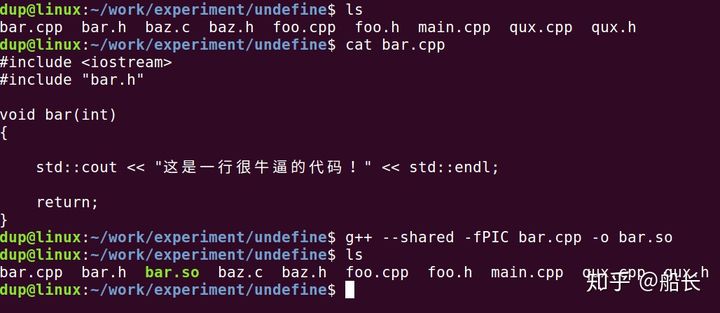 dup@linux:~/work/experiment/undefine$ ls
bar.cpp  bar.h  baz.c  baz.h  foo.cpp  foo.h  main.cpp  qux.cpp  qux.h
dup@linux:~/work/experiment/undefine$ cat bar.cpp
#include <iostream>
#include "bar.h"
void bar(int)
{
    std::cout << "这是一行很牛逼的代码！" << std::endl;
    return;
}
dup@linux:~/work/experiment/undefine$ g++ --shared -fPIC bar.cpp -o bar.so
dup@linux:~/work/experiment/undefine$ ls
bar.cpp  bar.h  bar.so  baz.c  baz.h  foo.cpp  foo.h  main.cpp  qux.cpp  qux.h
dup@linux:~/work/experiment/undefine$
知乎 @船长